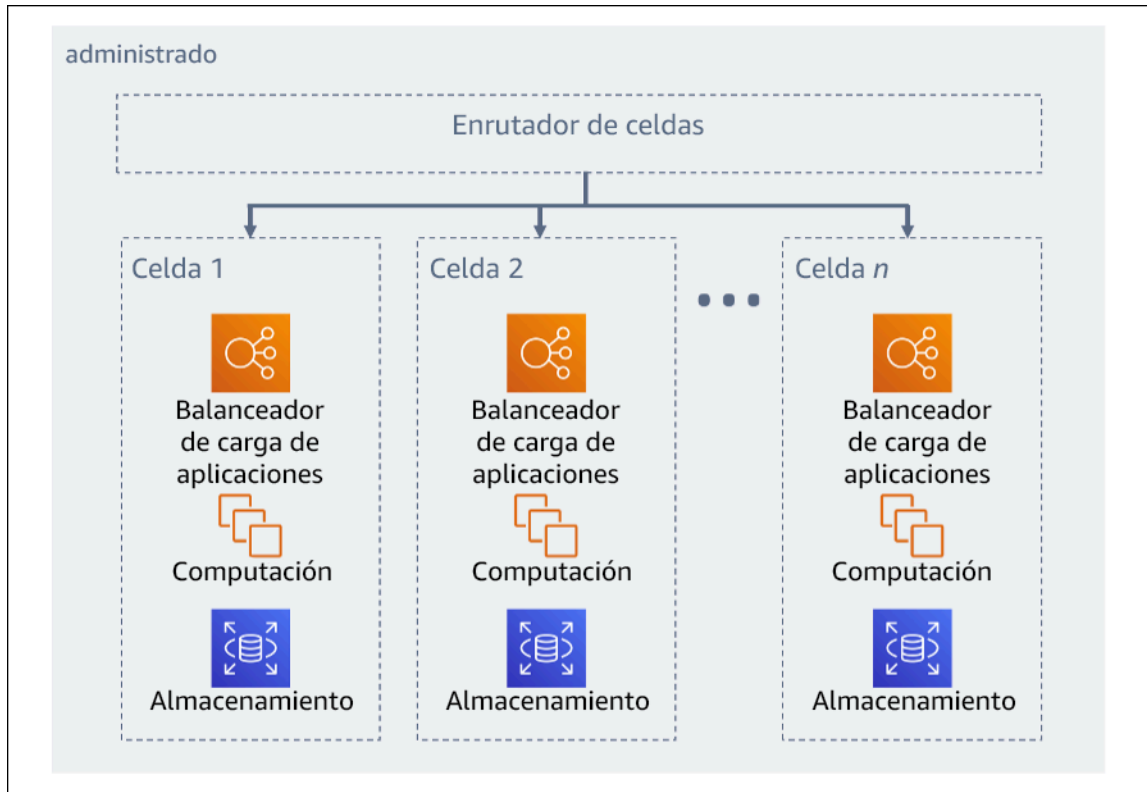 administrado
Enrutador de celdas
Celda 1
Balanceador
de carga de
aplicaciones
Computación
Almacenamiento
Celda 2
Balanceador
de carga de
aplicaciones
Computación
Almacenamiento
Celda n
Balanceador
de carga de
aplicaciones
Computación
Almacenamiento